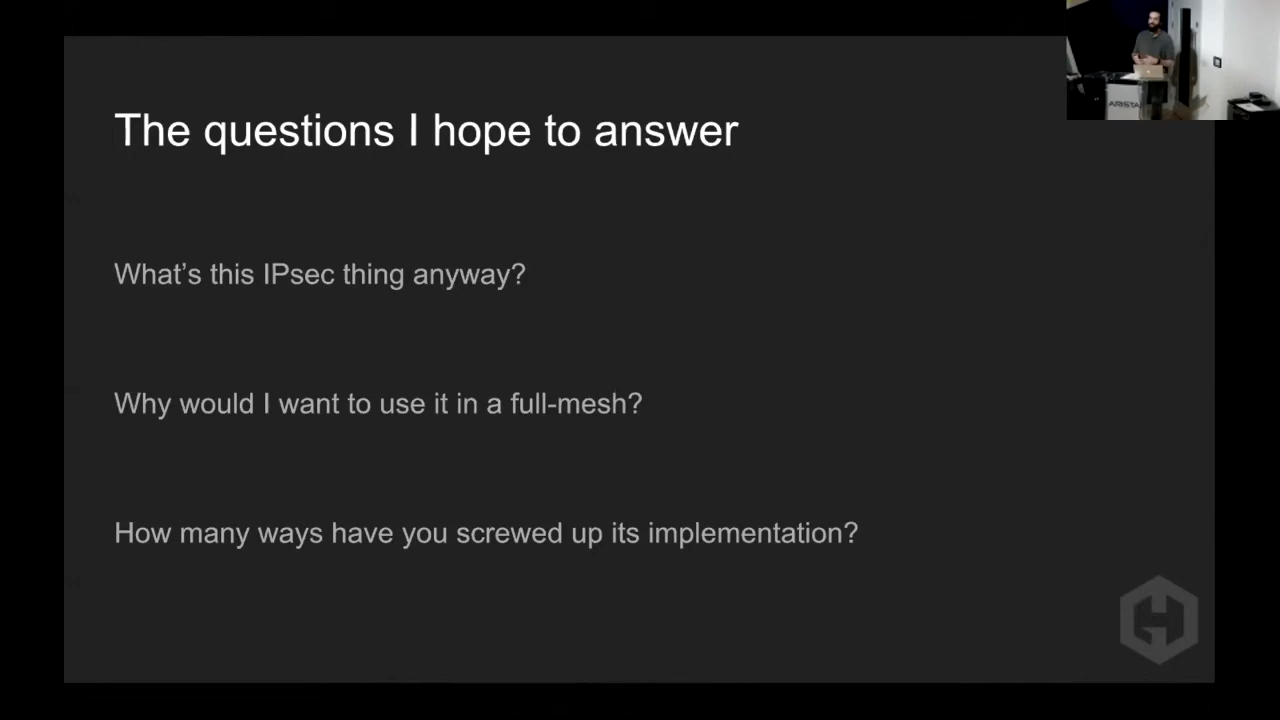 The questions I hope to answer
What’s this IPsec thing anyway?
Why would I want to use it in a full-mesh?
How many ways have you screwed up its implementation?
ARISTA